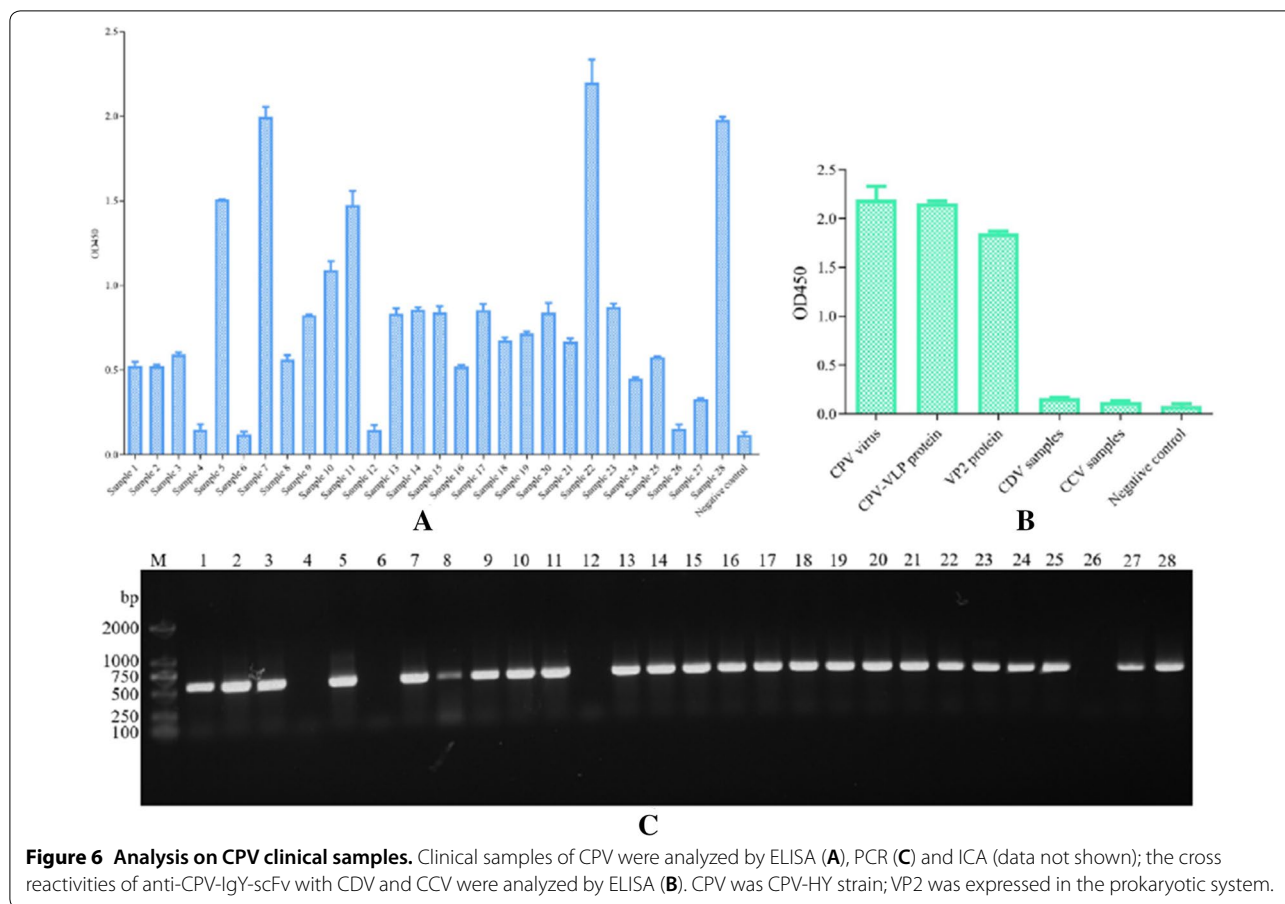 2.5
2.0
1.5
1.0
0.5
0.0
OD450
Sample 1
Sample 2
Sample 3
Sample 4
Sample 5
Sample 6
Sample 7
Sample 8
Sample 9
Sample 10
Sample 11
Sample 12
Sample 13
Sample 14
Sample 15
Sample 16
Sample 17
Sample 18
Sample 19
Sample 20
Sample 21
Sample 22
Sample 23
Sample 24
Sample 25
Sample 26
Sample 27
Sample 28
Negative control
A
2.5
2.0
1.5
1.0
0.5
0.0
OD450
CPV virus
CPV-VLP protein
VP2 protein
CDV samples
CCV samples
Negative control
B
M 1 2 3 4 5 6 7 8 9 10 11 12 13 14 15 16 17 18 19 20 21 22 23 24 25 26 27 28
bp
2000
1000
750
500
250
100
C
Figure 6 Analysis on CPV clinical samples. Clinical samples of CPV were analyzed by ELISA (A), PCR (C) and ICA (data not shown); the cross
reactivities of anti-CPV-IgY-scFv with CDV and CCV were analyzed by ELISA (B). CPV was CPV-HY strain; VP2 was expressed in the prokaryotic system.